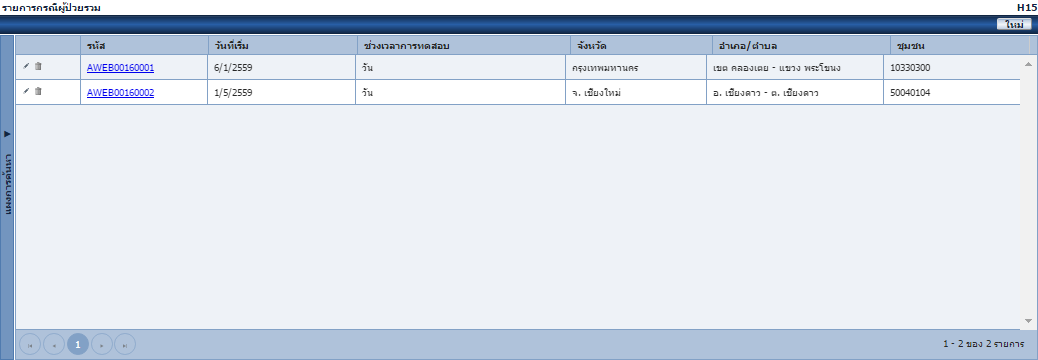 รายการกรณีผู้ป่วยรวม H15
ใหม่
รหัส วันที่เริ่ม ช่วงเวลาการทดสอบ จังหวัด อำเภอ/ตำบล ชุมชน
AWEB00160001 6/1/2559 วัน กรุงเทพมหานคร เขต คลองเตย - แขวง พระโขนง 10330300
AWEB00160002 1/5/2559 วัน จ. เชียงใหม่ อ. เชียงดาว - ต. เชียงดาว 50040104
แผงการค้นหา
1 1 - 2 ของ 2 รายการ